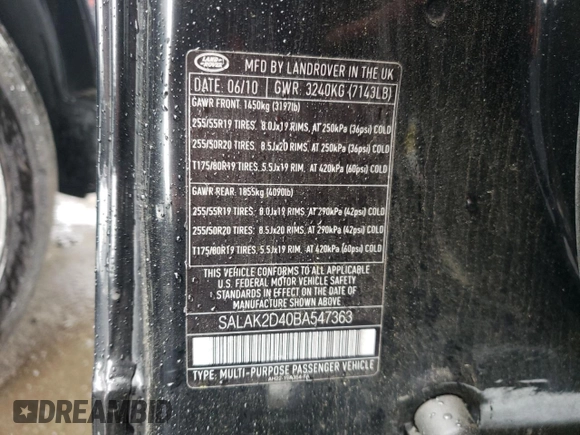 LAND
ROVER
MFD BY LANDROVER IN THE UK
DATE: 06/10 GWR: 3240KG (7143LB)
GAWR FRONT: 1450kg (3197lb)
255/55R19 TIRES, 8.0Jx19 RIMS, AT 250kPa (36psi) COLD
255/50R20 TIRES, 8.5Jx20 RIMS, AT 250kPa (36psi) COLD
T175/80R19 TIRES, 5.5Jx19 RIM, AT 420kPa (60psi) COLD
GAWR REAR: 1855kg (4090lb)
255/55R19 TIRES: 8.0Jx19 RIMS, AT 290kPa (42psi) COLD
255/50R20 TIRES: 8.5Jx20 RIMS, AT 290kPa (42psi) COLD
T175/80R19 TIRES: 5.5Jx19 RIM, AT 420kPa (60psi) COLD
THIS VEHICLE CONFORMS TO ALL APPLICABLE
U.S. FEDERAL MOTOR VEHICLE SAFETY
STANDARDS IN EFFECT ON THE DATE OF
MANUFACTURE SHOWN ABOVE
SALAK2D40BA547363
TYPE: MULTI-PURPOSE PASSENGER VEHICLE
DREAMBID